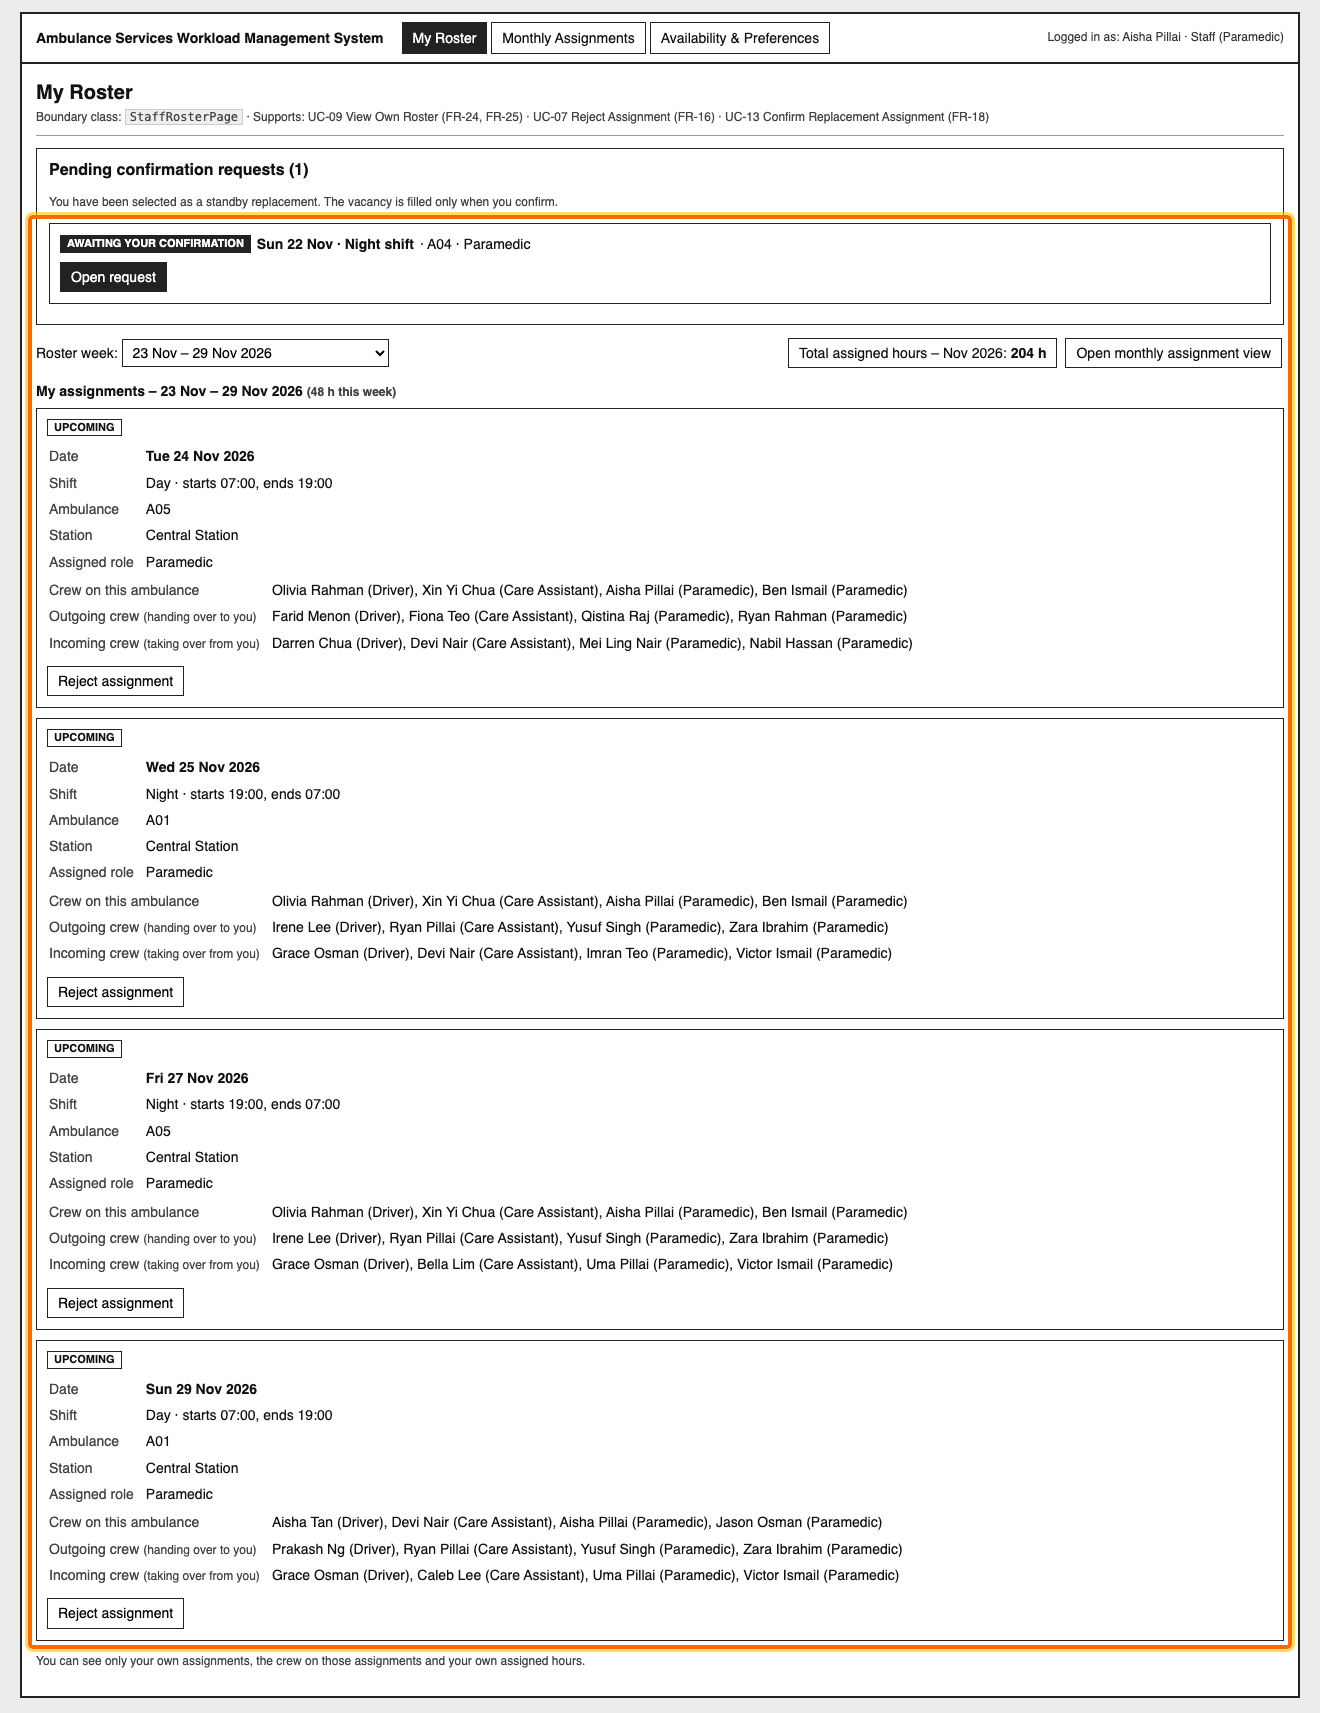 Ambulance Services Workload Management System My Roster Monthly Assignments Availability & Preferences Logged in as: Aisha Pillai · Staff (Paramedic)
My Roster
Boundary class: StaffRosterPage · Supports: UC-09 View Own Roster (FR-24, FR-25) · UC-07 Reject Assignment (FR-16) · UC-13 Confirm Replacement Assignment (FR-18)
Pending confirmation requests (1)
You have been selected as a standby replacement. The vacancy is filled only when you confirm.
AWAITING YOUR CONFIRMATION Sun 22 Nov · Night shift · A04 · Paramedic
Open request
Roster week: 23 Nov – 29 Nov 2026 Total assigned hours – Nov 2026: 204 h Open monthly assignment view
My assignments – 23 Nov – 29 Nov 2026 (48 h this week)
UPCOMING
Date Tue 24 Nov 2026
Shift Day · starts 07:00, ends 19:00
Ambulance A05
Station Central Station
Assigned role Paramedic
Crew on this ambulance Olivia Rahman (Driver), Xin Yi Chua (Care Assistant), Aisha Pillai (Paramedic), Ben Ismail (Paramedic)
Outgoing crew (handing over to you) Farid Menon (Driver), Fiona Teo (Care Assistant), Qistina Raj (Paramedic), Ryan Rahman (Paramedic)
Incoming crew (taking over from you) Darren Chua (Driver), Devi Nair (Care Assistant), Mei Ling Nair (Paramedic), Nabil Hassan (Paramedic)
Reject assignment
UPCOMING
Date Wed 25 Nov 2026
Shift Night · starts 19:00, ends 07:00
Ambulance A01
Station Central Station
Assigned role Paramedic
Crew on this ambulance Olivia Rahman (Driver), Xin Yi Chua (Care Assistant), Aisha Pillai (Paramedic), Ben Ismail (Paramedic)
Outgoing crew (handing over to you) Irene Lee (Driver), Ryan Pillai (Care Assistant), Yusuf Singh (Paramedic), Zara Ibrahim (Paramedic)
Incoming crew (taking over from you) Grace Osman (Driver), Devi Nair (Care Assistant), Imran Teo (Paramedic), Victor Ismail (Paramedic)
Reject assignment
UPCOMING
Date Fri 27 Nov 2026
Shift Night · starts 19:00, ends 07:00
Ambulance A05
Station Central Station
Assigned role Paramedic
Crew on this ambulance Olivia Rahman (Driver), Xin Yi Chua (Care Assistant), Aisha Pillai (Paramedic), Ben Ismail (Paramedic)
Outgoing crew (handing over to you) Irene Lee (Driver), Ryan Pillai (Care Assistant), Yusuf Singh (Paramedic), Zara Ibrahim (Paramedic)
Incoming crew (taking over from you) Grace Osman (Driver), Bella Lim (Care Assistant), Uma Pillai (Paramedic), Victor Ismail (Paramedic)
Reject assignment
UPCOMING
Date Sun 29 Nov 2026
Shift Day · starts 07:00, ends 19:00
Ambulance A01
Station Central Station
Assigned role Paramedic
Crew on this ambulance Aisha Tan (Driver), Devi Nair (Care Assistant), Aisha Pillai (Paramedic), Jason Osman (Paramedic)
Outgoing crew (handing over to you) Prakash Ng (Driver), Ryan Pillai (Care Assistant), Yusuf Singh (Paramedic), Zara Ibrahim (Paramedic)
Incoming crew (taking over from you) Grace Osman (Driver), Caleb Lee (Care Assistant), Uma Pillai (Paramedic), Victor Ismail (Paramedic)
Reject assignment
You can see only your own assignments, the crew on those assignments and your own assigned hours.